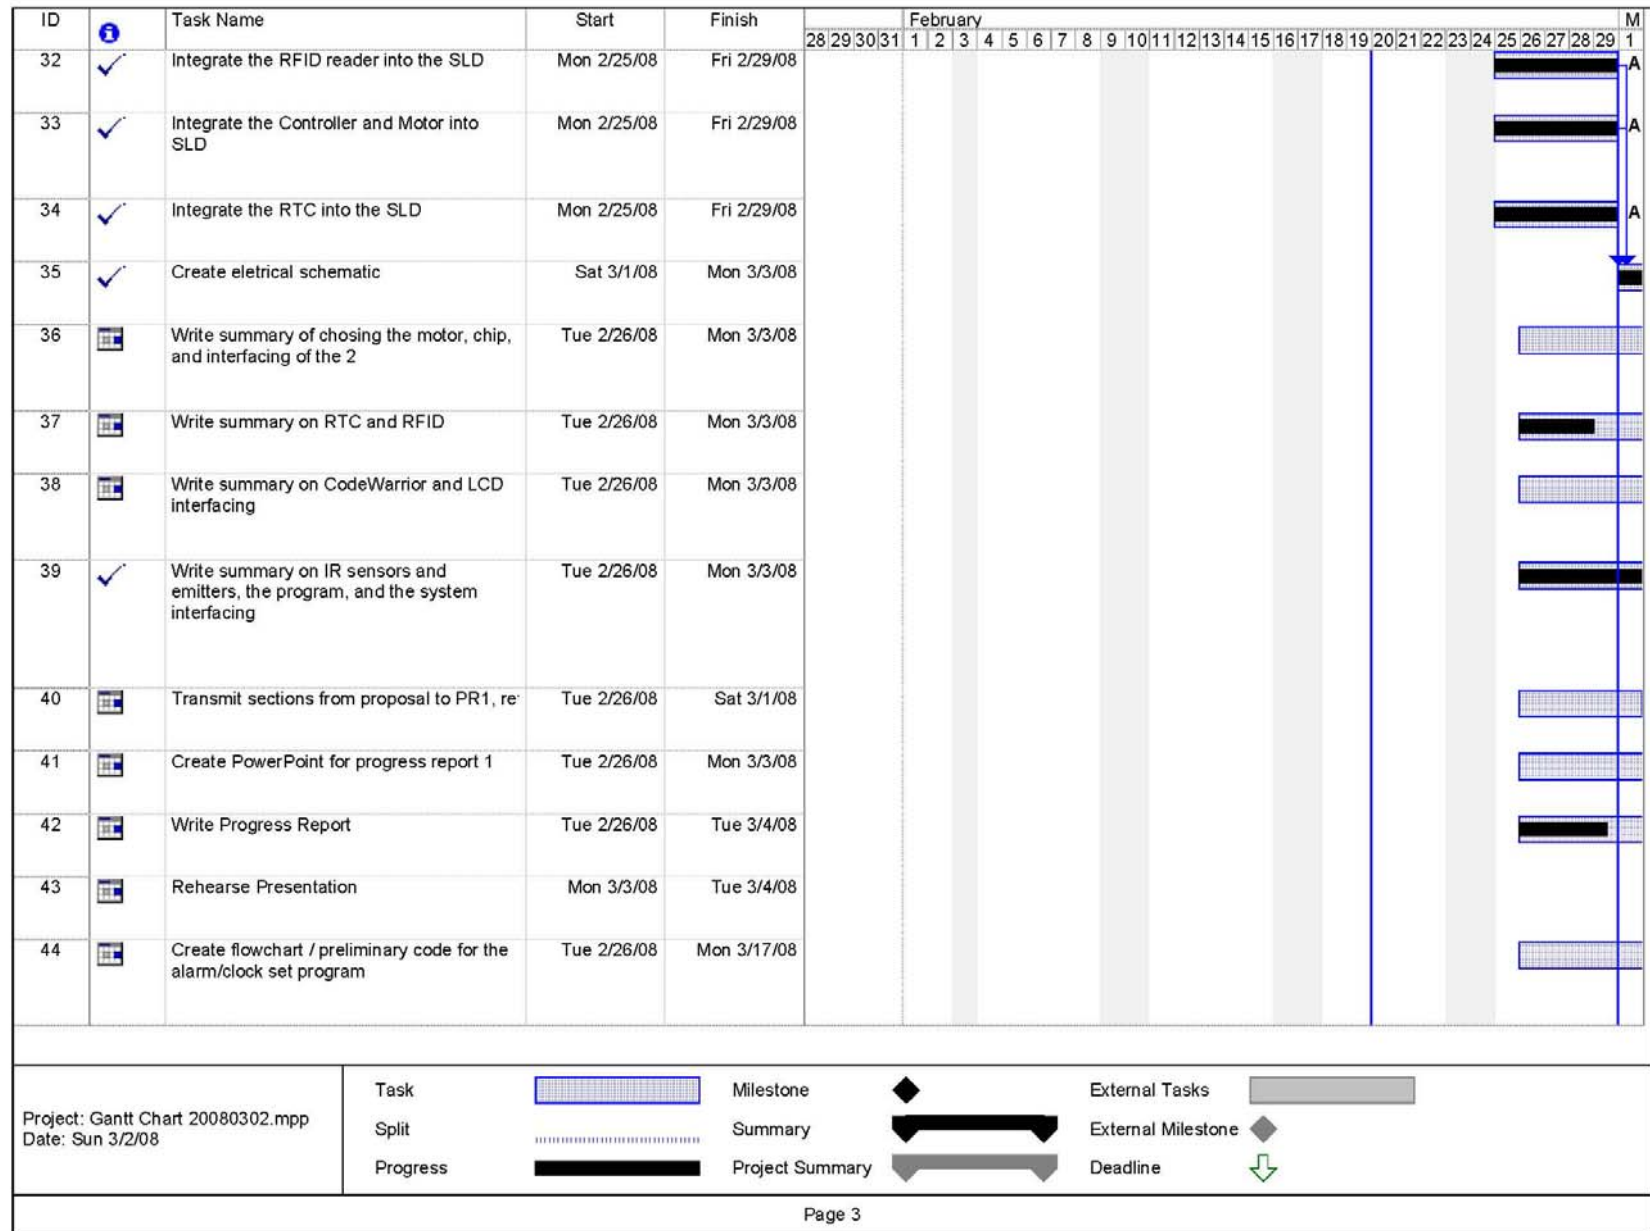 ID Task Name Start Finish February M
28 29 30 31 1 2 3 4 5 6 7 8 9 10 11 12 13 14 15 16 17 18 19 20 21 22 23 24 25 26 27 28 29 1
32 Integrate the RFID reader into the SLD Mon 2/25/08 Fri 2/29/08 A
33 Integrate the Controller and Motor into Mon 2/25/08 Fri 2/29/08 A
SLD
34 Integrate the RTC into the SLD Mon 2/25/08 Fri 2/29/08 A
35 Create eletrical schematic Sat 3/1/08 Mon 3/3/08
36 Write summary of chosing the motor, chip, Tue 2/26/08 Mon 3/3/08
and interfacing of the 2
37 Write summary on RTC and RFID Tue 2/26/08 Mon 3/3/08
38 Write summary on CodeWarrior and LCD Tue 2/26/08 Mon 3/3/08
interfacing
39 Write summary on IR sensors and Tue 2/26/08 Mon 3/3/08
emitters, the program, and the system
interfacing
40 Transmit sections from proposal to PR1, Tue 2/26/08 Sat 3/1/08
41 Create PowerPoint for progress report 1 Tue 2/26/08 Mon 3/3/08
42 Write Progress Report Tue 2/26/08 Tue 3/4/08
43 Rehearse Presentation Mon 3/3/08 Tue 3/4/08
44 Create flowchart / preliminary code for the Tue 2/26/08 Mon 3/17/08
alarm/clock set program
Project: Gantt Chart 20080302.mpp
Date: Sun 3/2/08
Task Milestone External Tasks
Split Summary External Milestone
Progress Project Summary Deadline
Page 3